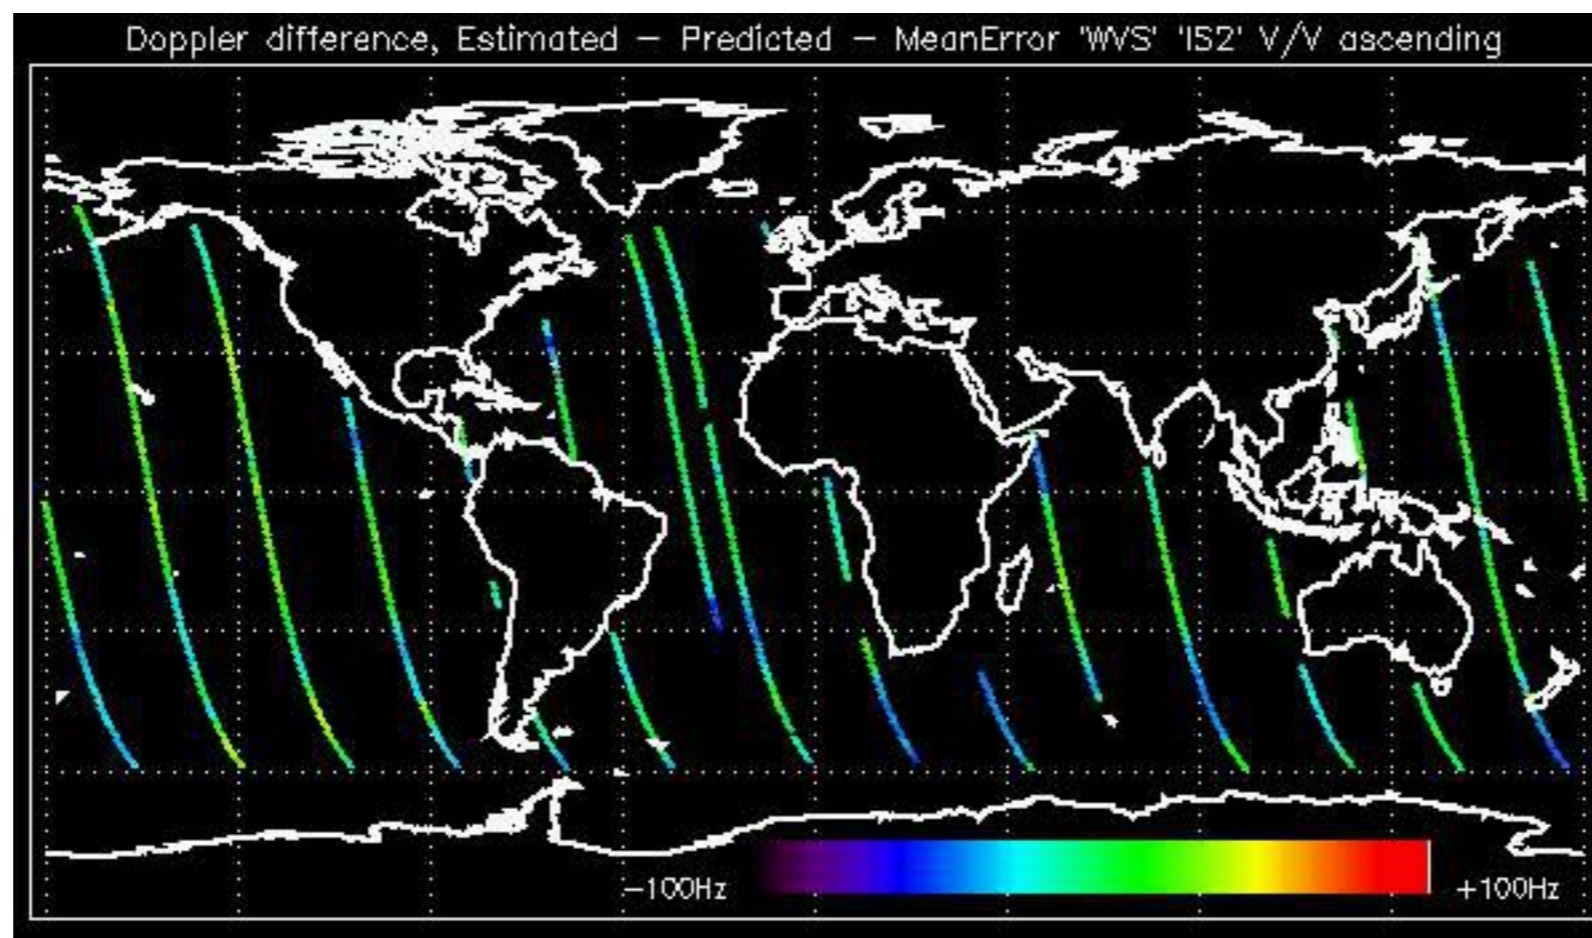 Doppler difference, Estimated – Predicted – MeanError 'WVS' 'IS2' V/V ascending
–100Hz
+100Hz